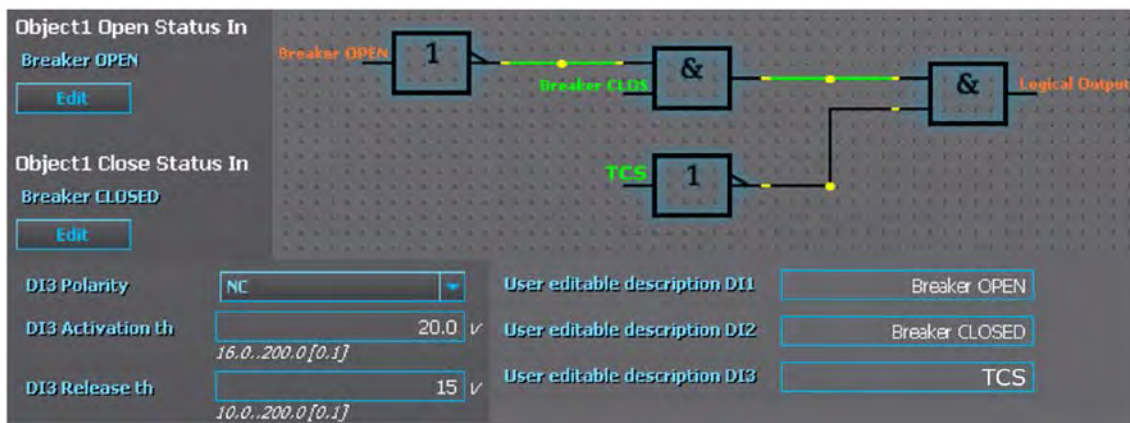 Object1 Open Status In
Breaker OPEN
Edit
Object1 Close Status In
Breaker CLOSED
Edit
Breaker OPEN
1
Breaker CLOS
&
&
Logical Output
TCS
1
DI3 Polarity
NC
DI3 Activation th
20.0 V
16.0..200.0 [0.1]
DI3 Release th
15 V
10.0..200.0 [0.1]
User editable description DI1
Breaker OPEN
User editable description DI2
Breaker CLOSED
User editable description DI3
TCS